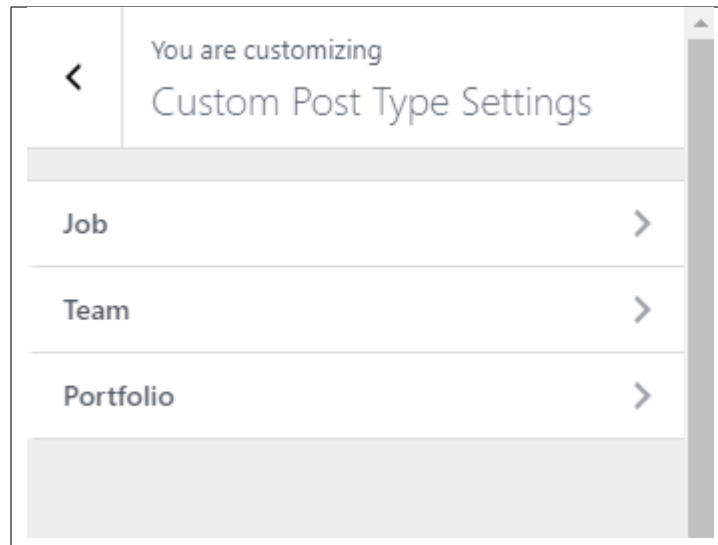 You are customizing
Custom Post Type Settings
Job
Team
Portfolio